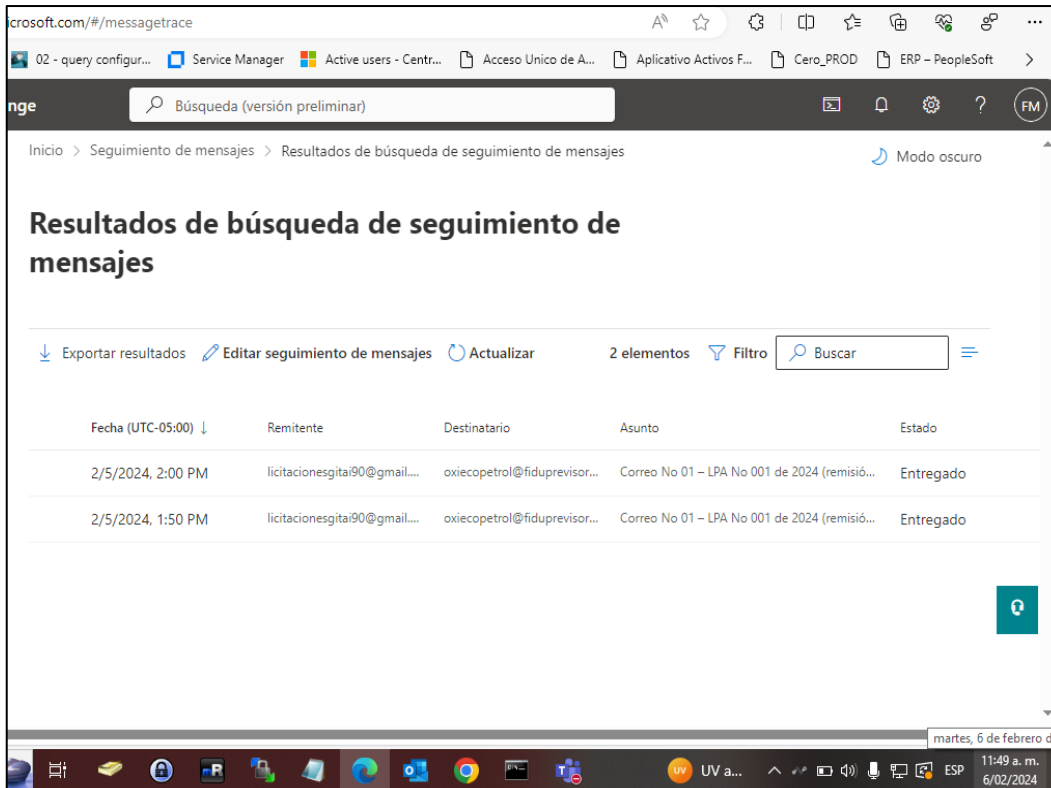 icrosoft.com/#/messagetrace
02 - query configur... Service Manager Active users - Centr... Acceso Unico de A... Aplicativo Activos F... Cero_PROD ERP – PeopleSoft
nge Búsqueda (versión preliminar) FM
Inicio > Seguimiento de mensajes > Resultados de búsqueda de seguimiento de mensajes
Modo oscuro
Resultados de búsqueda de seguimiento de
mensajes
Exportar resultados Editar seguimiento de mensajes Actualizar 2 elementos Filtro Buscar
Fecha (UTC-05:00) ↓ Remitente Destinatario Asunto Estado
2/5/2024, 2:00 PM licitacionesgitai90@gmail.... oxiecopetrol@fiduprevisor... Correo No 01 – LPA No 001 de 2024 (remisió... Entregado
2/5/2024, 1:50 PM licitacionesgitai90@gmail.... oxiecopetrol@fiduprevisor... Correo No 01 – LPA No 001 de 2024 (remisió... Entregado
martes, 6 de febrero d
UV UV a... ESP 11:49 a. m.
6/02/2024